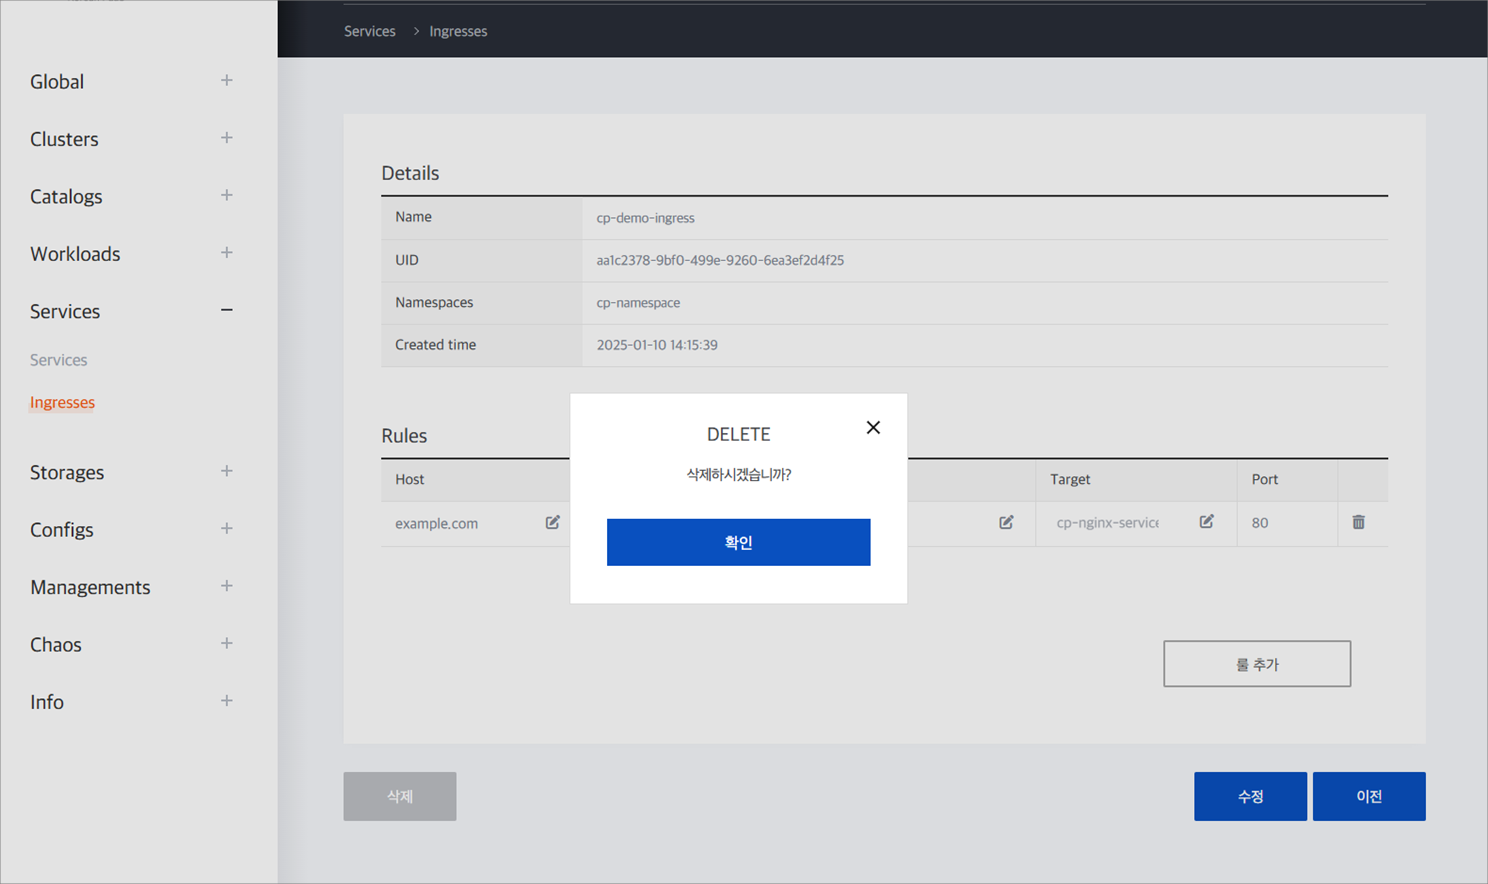 Services > Ingresses
Global
Clusters
Catalogs
Workloads
Services
Services
Ingresses
Storages
Configs
Managements
Chaos
Info
Details
Name cp-demo-ingress
UID aa1c2378-9bf0-499e-9260-6ea3ef2d4f25
Namespaces cp-namespace
Created time 2025-01-10 14:15:39
Rules
Host Target Port
example.com cp-nginx-service 80
DELETE
삭제하시겠습니까?
확인
룰 추가
삭제
수정
이전